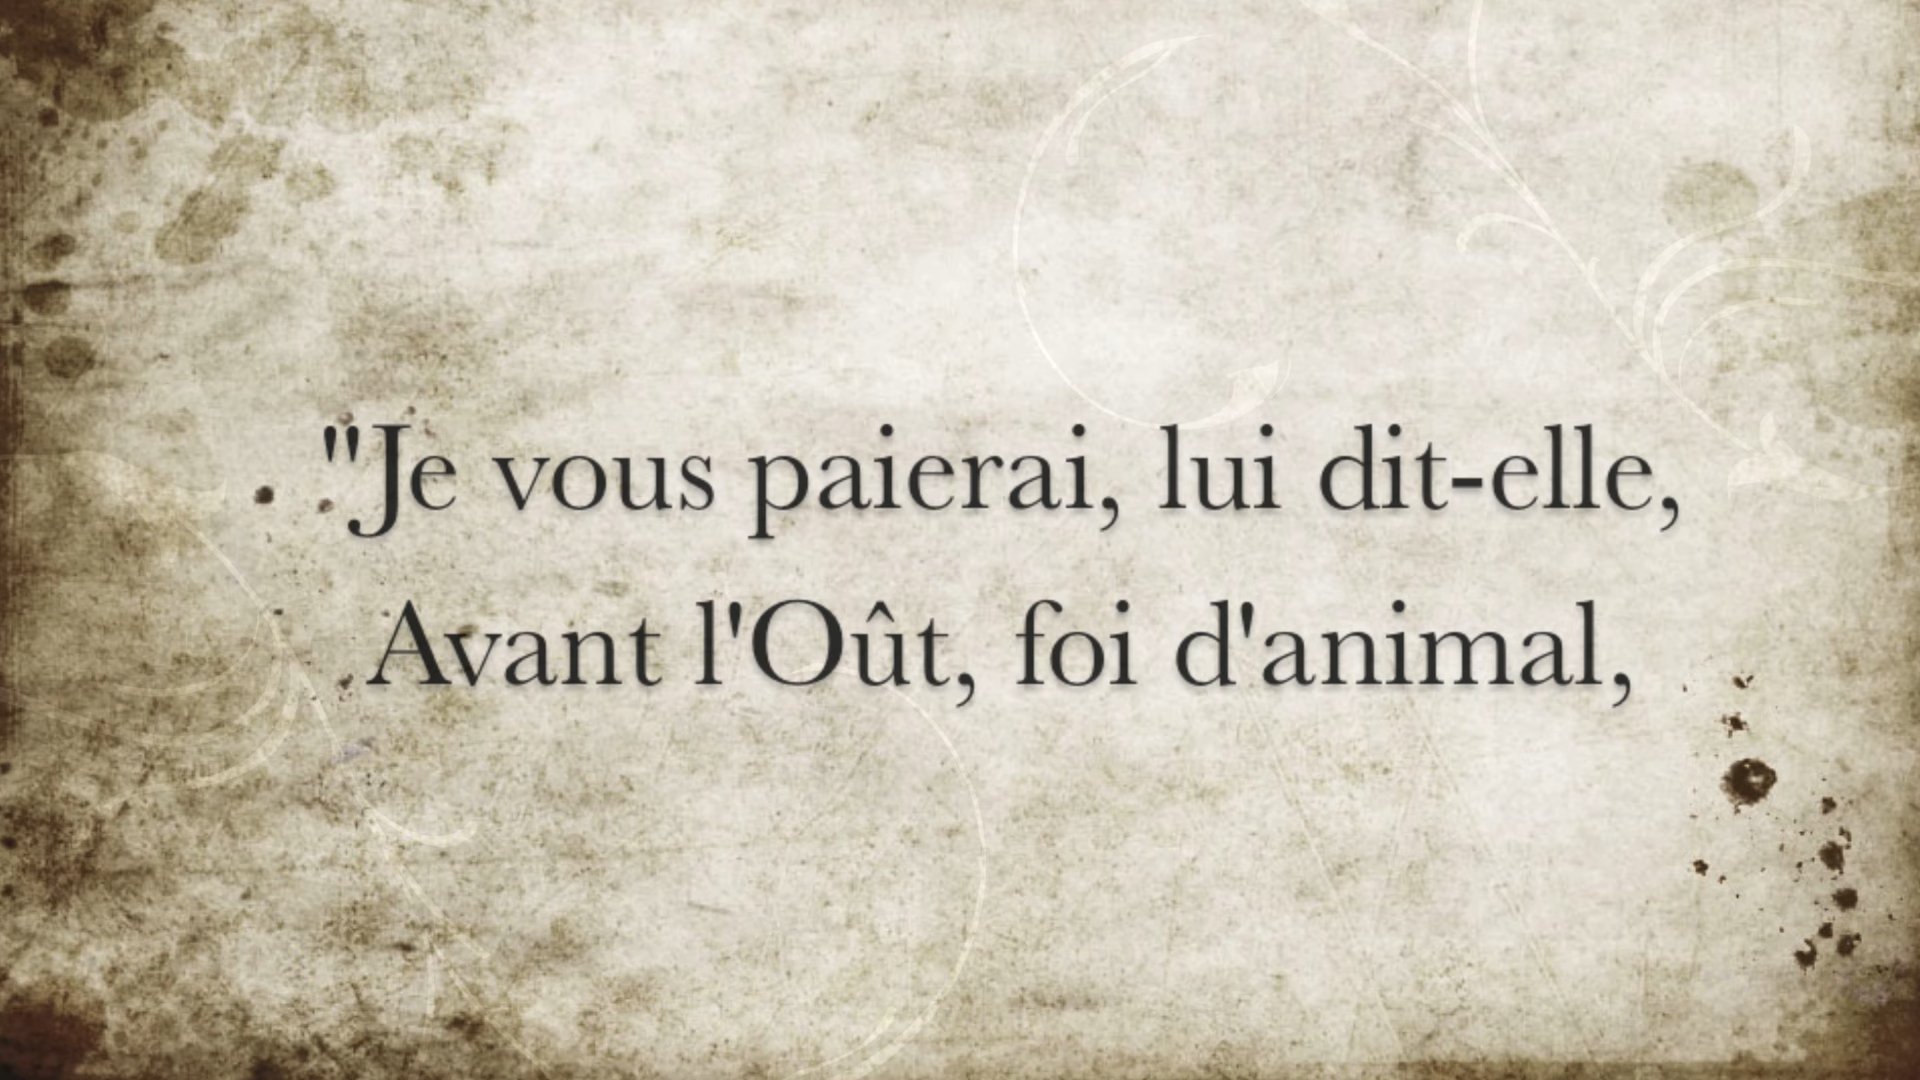 "Je vous paierai, lui dit-elle,
Avant l'Oût, foi d'animal,